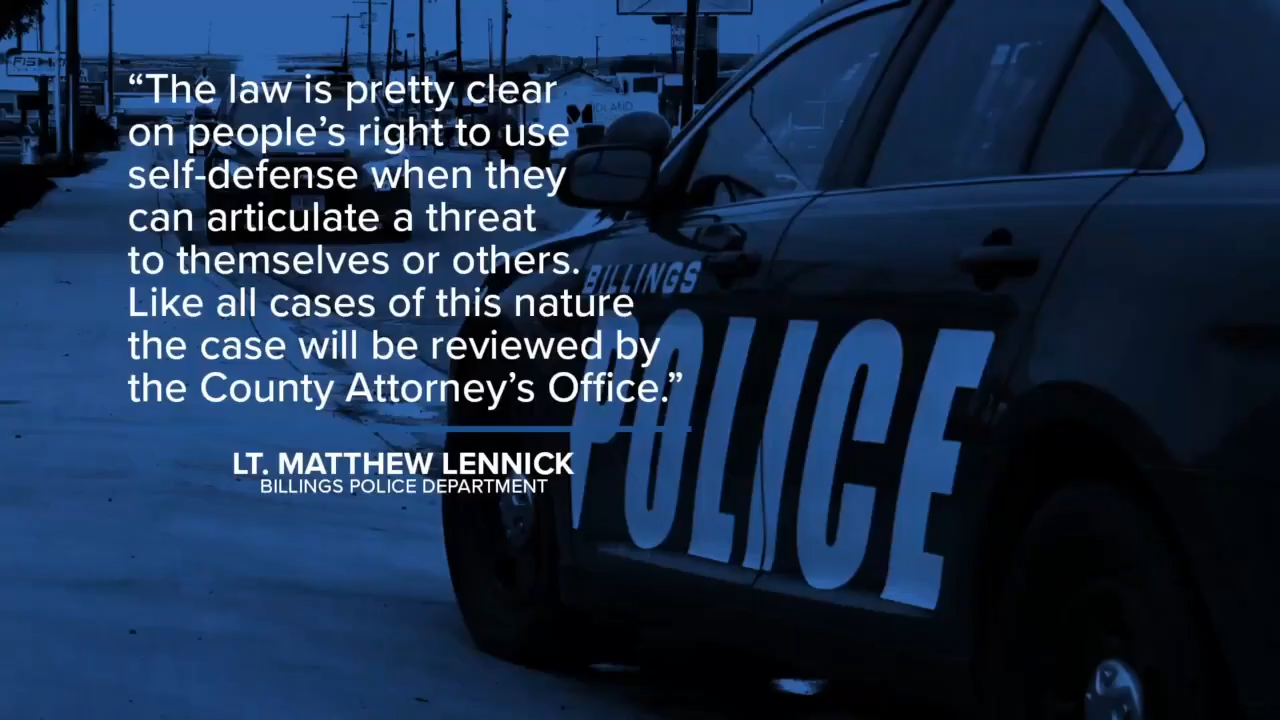 “The law is pretty clear
on people’s right to use
self-defense when they
can articulate a threat
to themselves or others.
Like all cases of this nature
the case will be reviewed by
the County Attorney’s Office.”
LT. MATTHEW LENNICK
BILLINGS POLICE DEPARTMENT
BILLINGS
POLICE